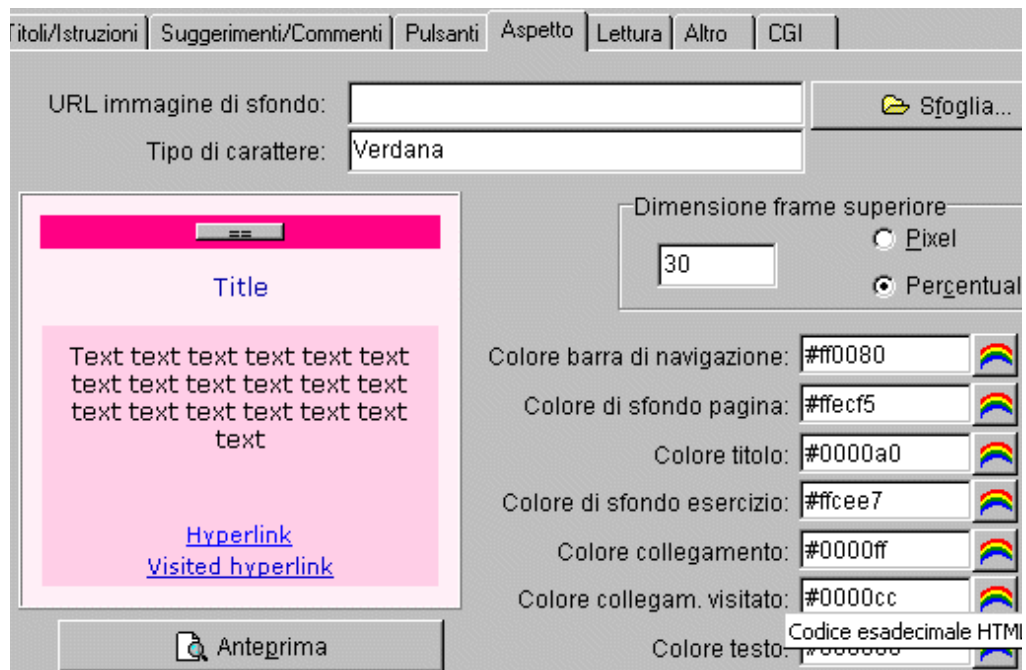 Titoli/Istruzioni Suggerimenti/Commenti Pulsanti Aspetto Lettura Altro CGI
URL immagine di sfondo: Sfoglia...
Tipo di carattere: Verdana
==
Title
Text text text text text text
text text text text text text
text text text text text text
text
Hyperlink
Visited hyperlink
Anteprima
Dimensione frame superiore
30
Pixel
Percentual
Colore barra di navigazione: #ff0080
Colore di sfondo pagina: #ffecf5
Colore titolo: #0000a0
Colore di sfondo esercizio: #ffcee7
Colore collegamento: #0000ff
Colore collegam. visitato: #0000cc
Codice esadecimale HTML
Colore testo: